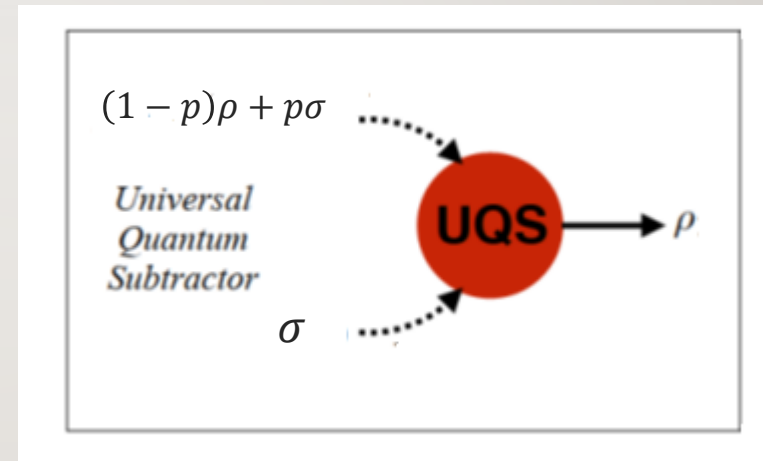 (1 − p)ρ + pσ
Universal
Quantum
Subtractor
UQS
ρ
σ